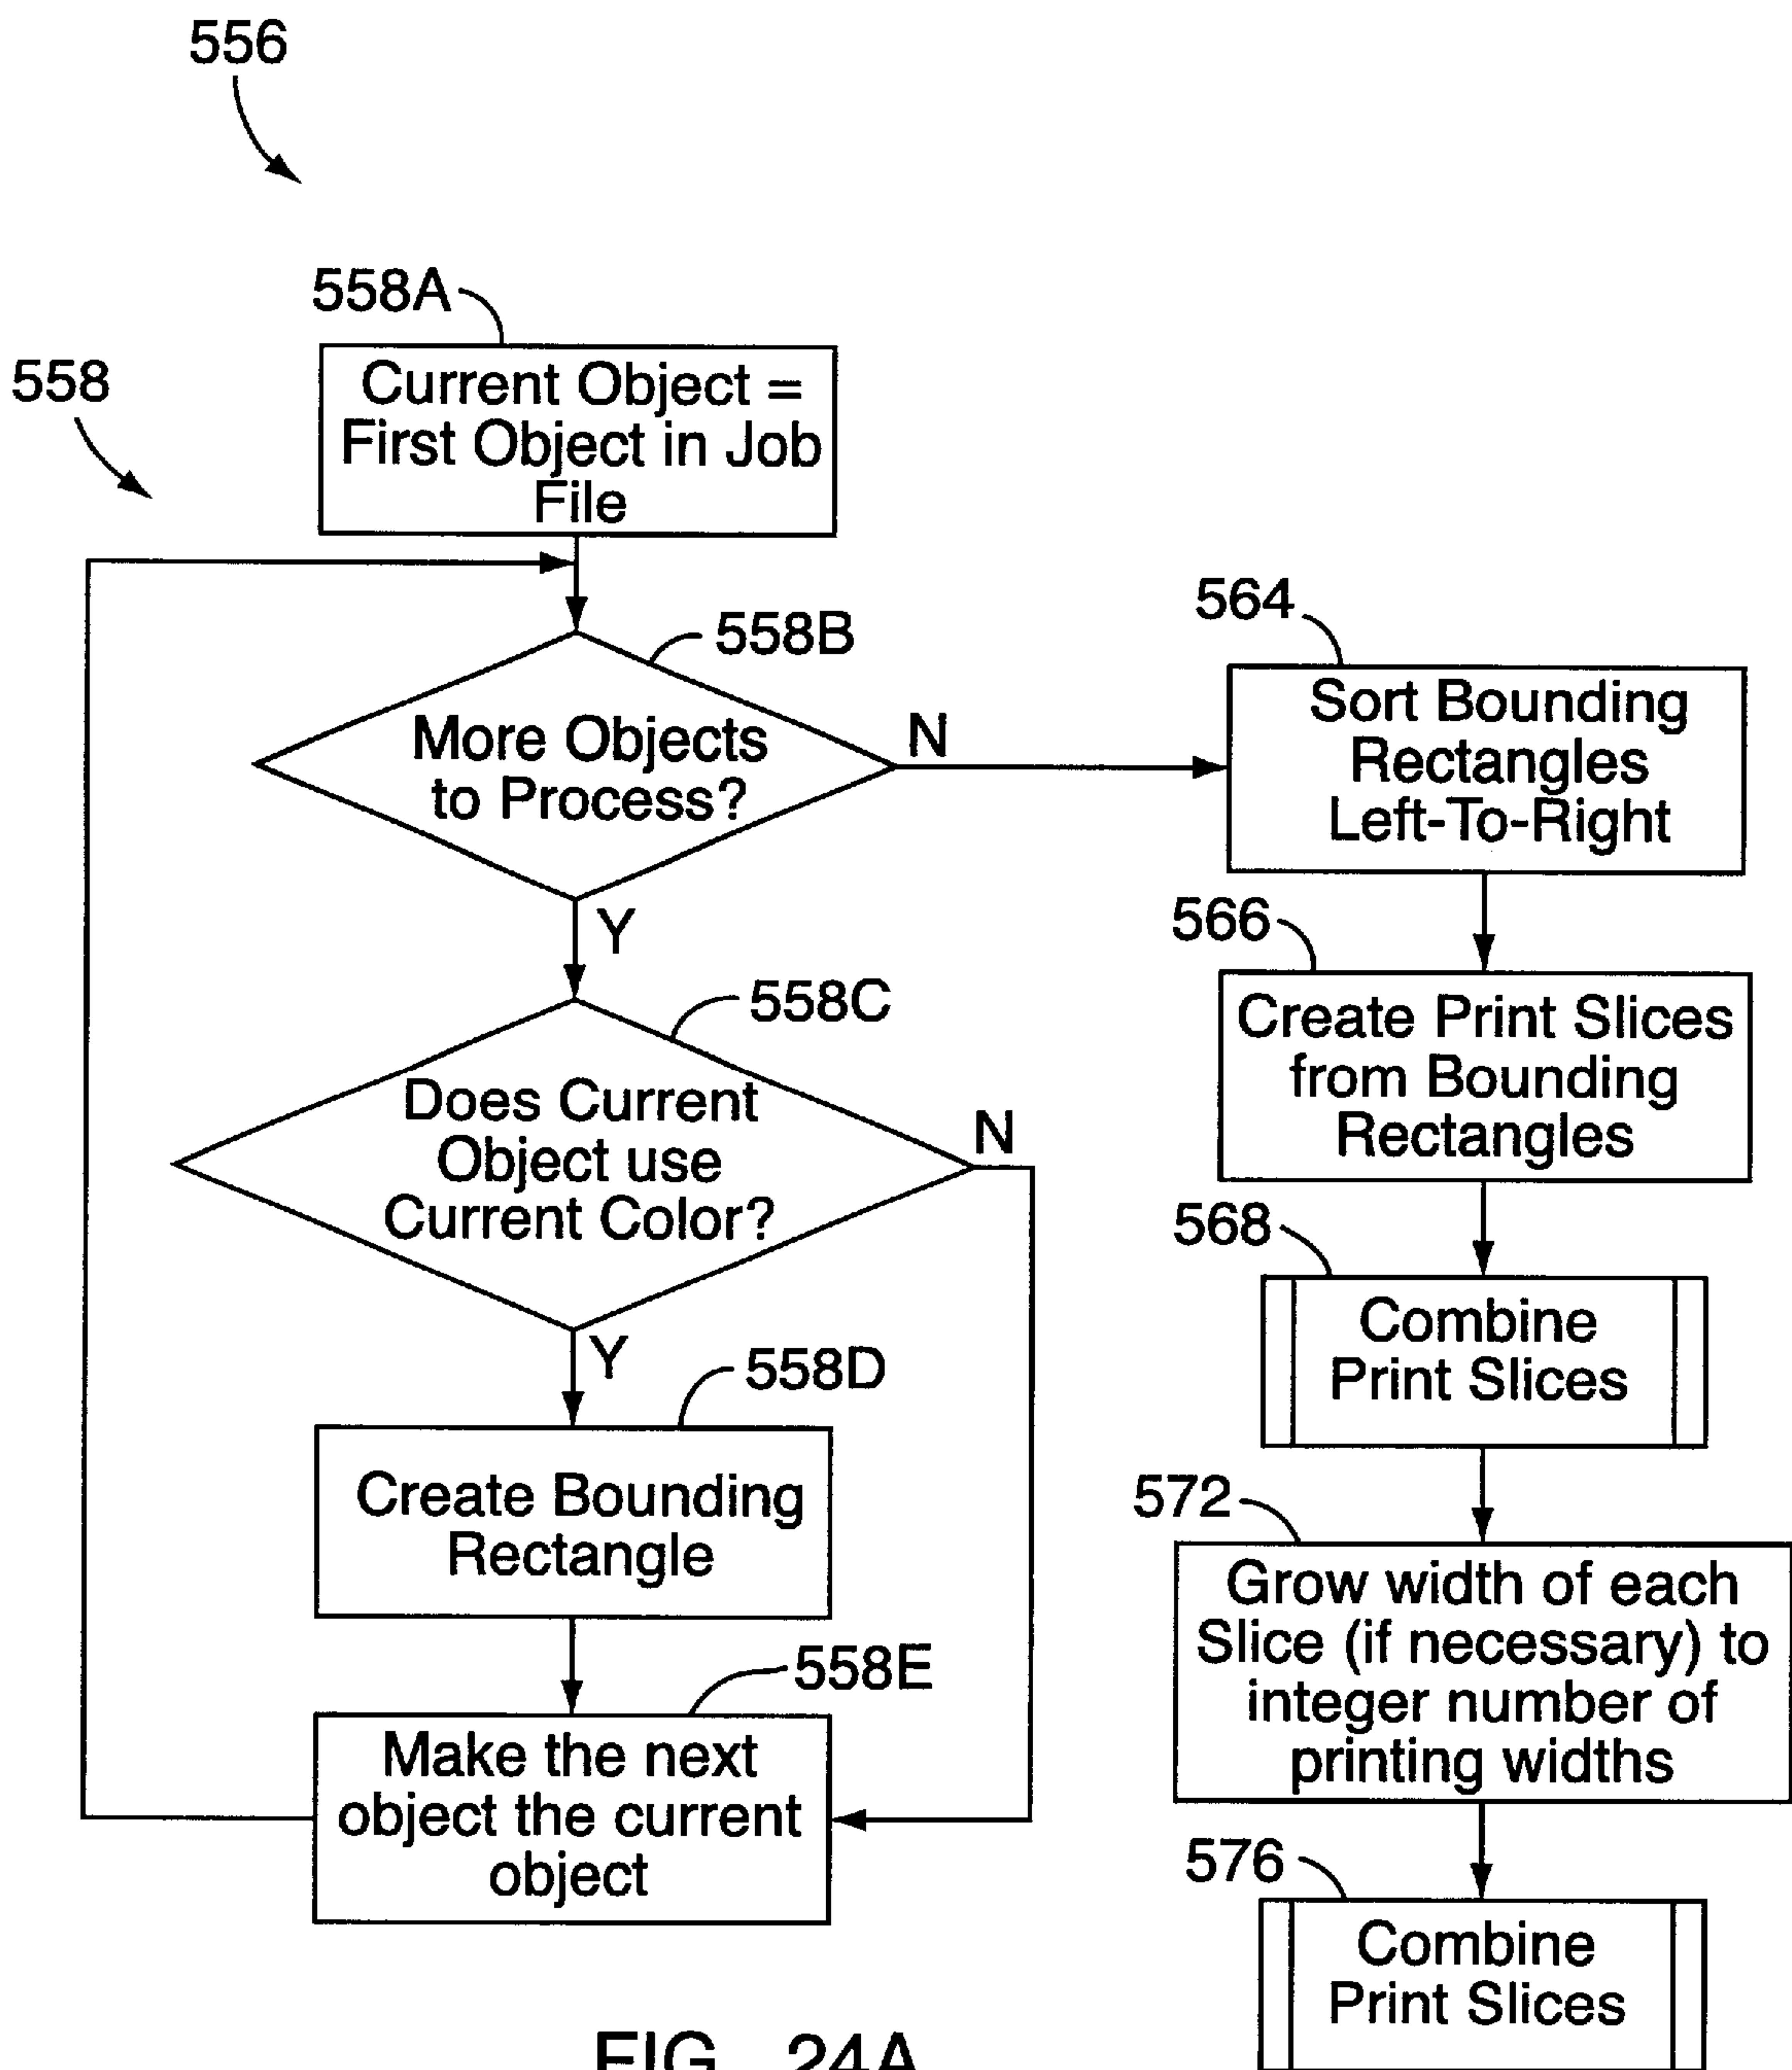 556
558A
558
Current Object =
First Object in Job
File
558B
More Objects
to Process?
N
Y
558C
Does Current
Object use
Current Color?
N
Y
558D
Create Bounding
Rectangle
558E
Make the next
object the current
object
564
Sort Bounding
Rectangles
Left-To-Right
566
Create Print Slices
from Bounding
Rectangles
568
Combine
Print Slices
572
Grow width of each
Slice (if necessary) to
integer number of
printing widths
576
Combine
Print Slices
FIG. 24A